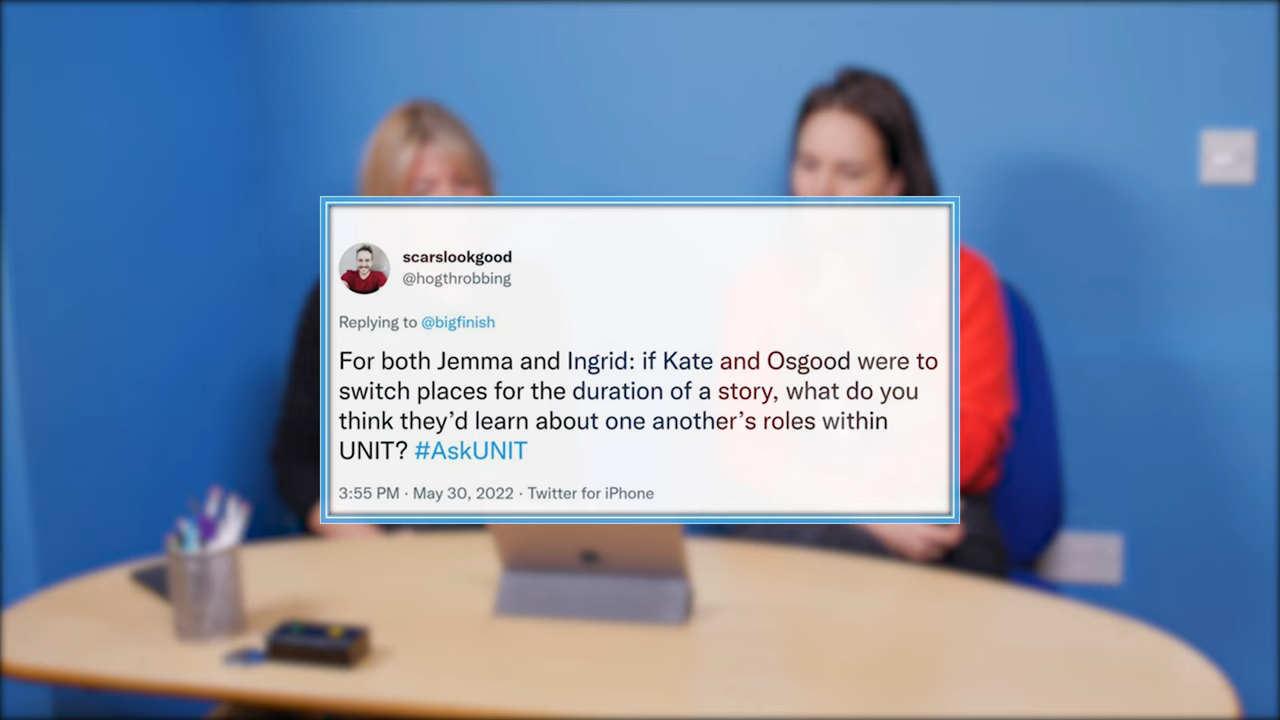 scarslookgood
@hogthrobbing
Replying to @bigfinish
For both Jemma and Ingrid: if Kate and Osgood were to
switch places for the duration of a story, what do you
think they’d learn about one another’s roles within
UNIT? #AskUNIT
3:55 PM · May 30, 2022 · Twitter for iPhone